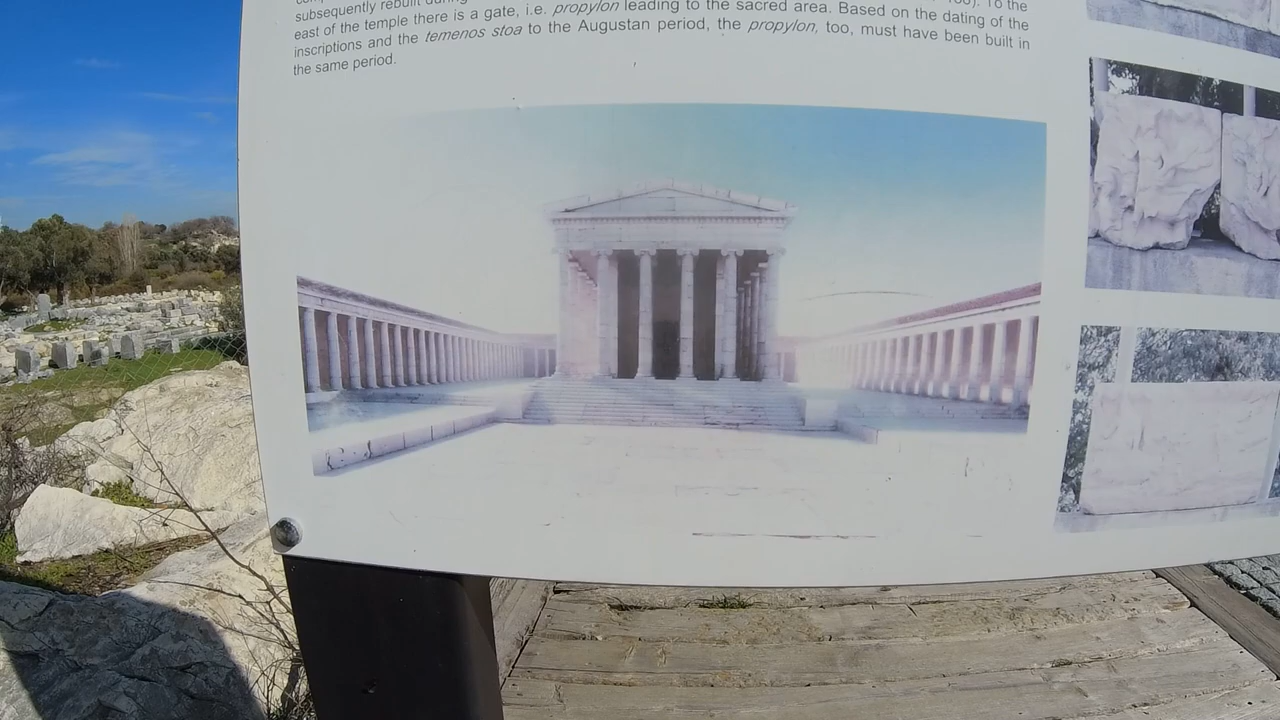 subsequently rebuilt during
To the
east of the temple there is a gate, i.e. propylon leading to the sacred area. Based on the dating of the
inscriptions and the temenos stoa to the Augustan period, the propylon, too, must have been built in
the same period.